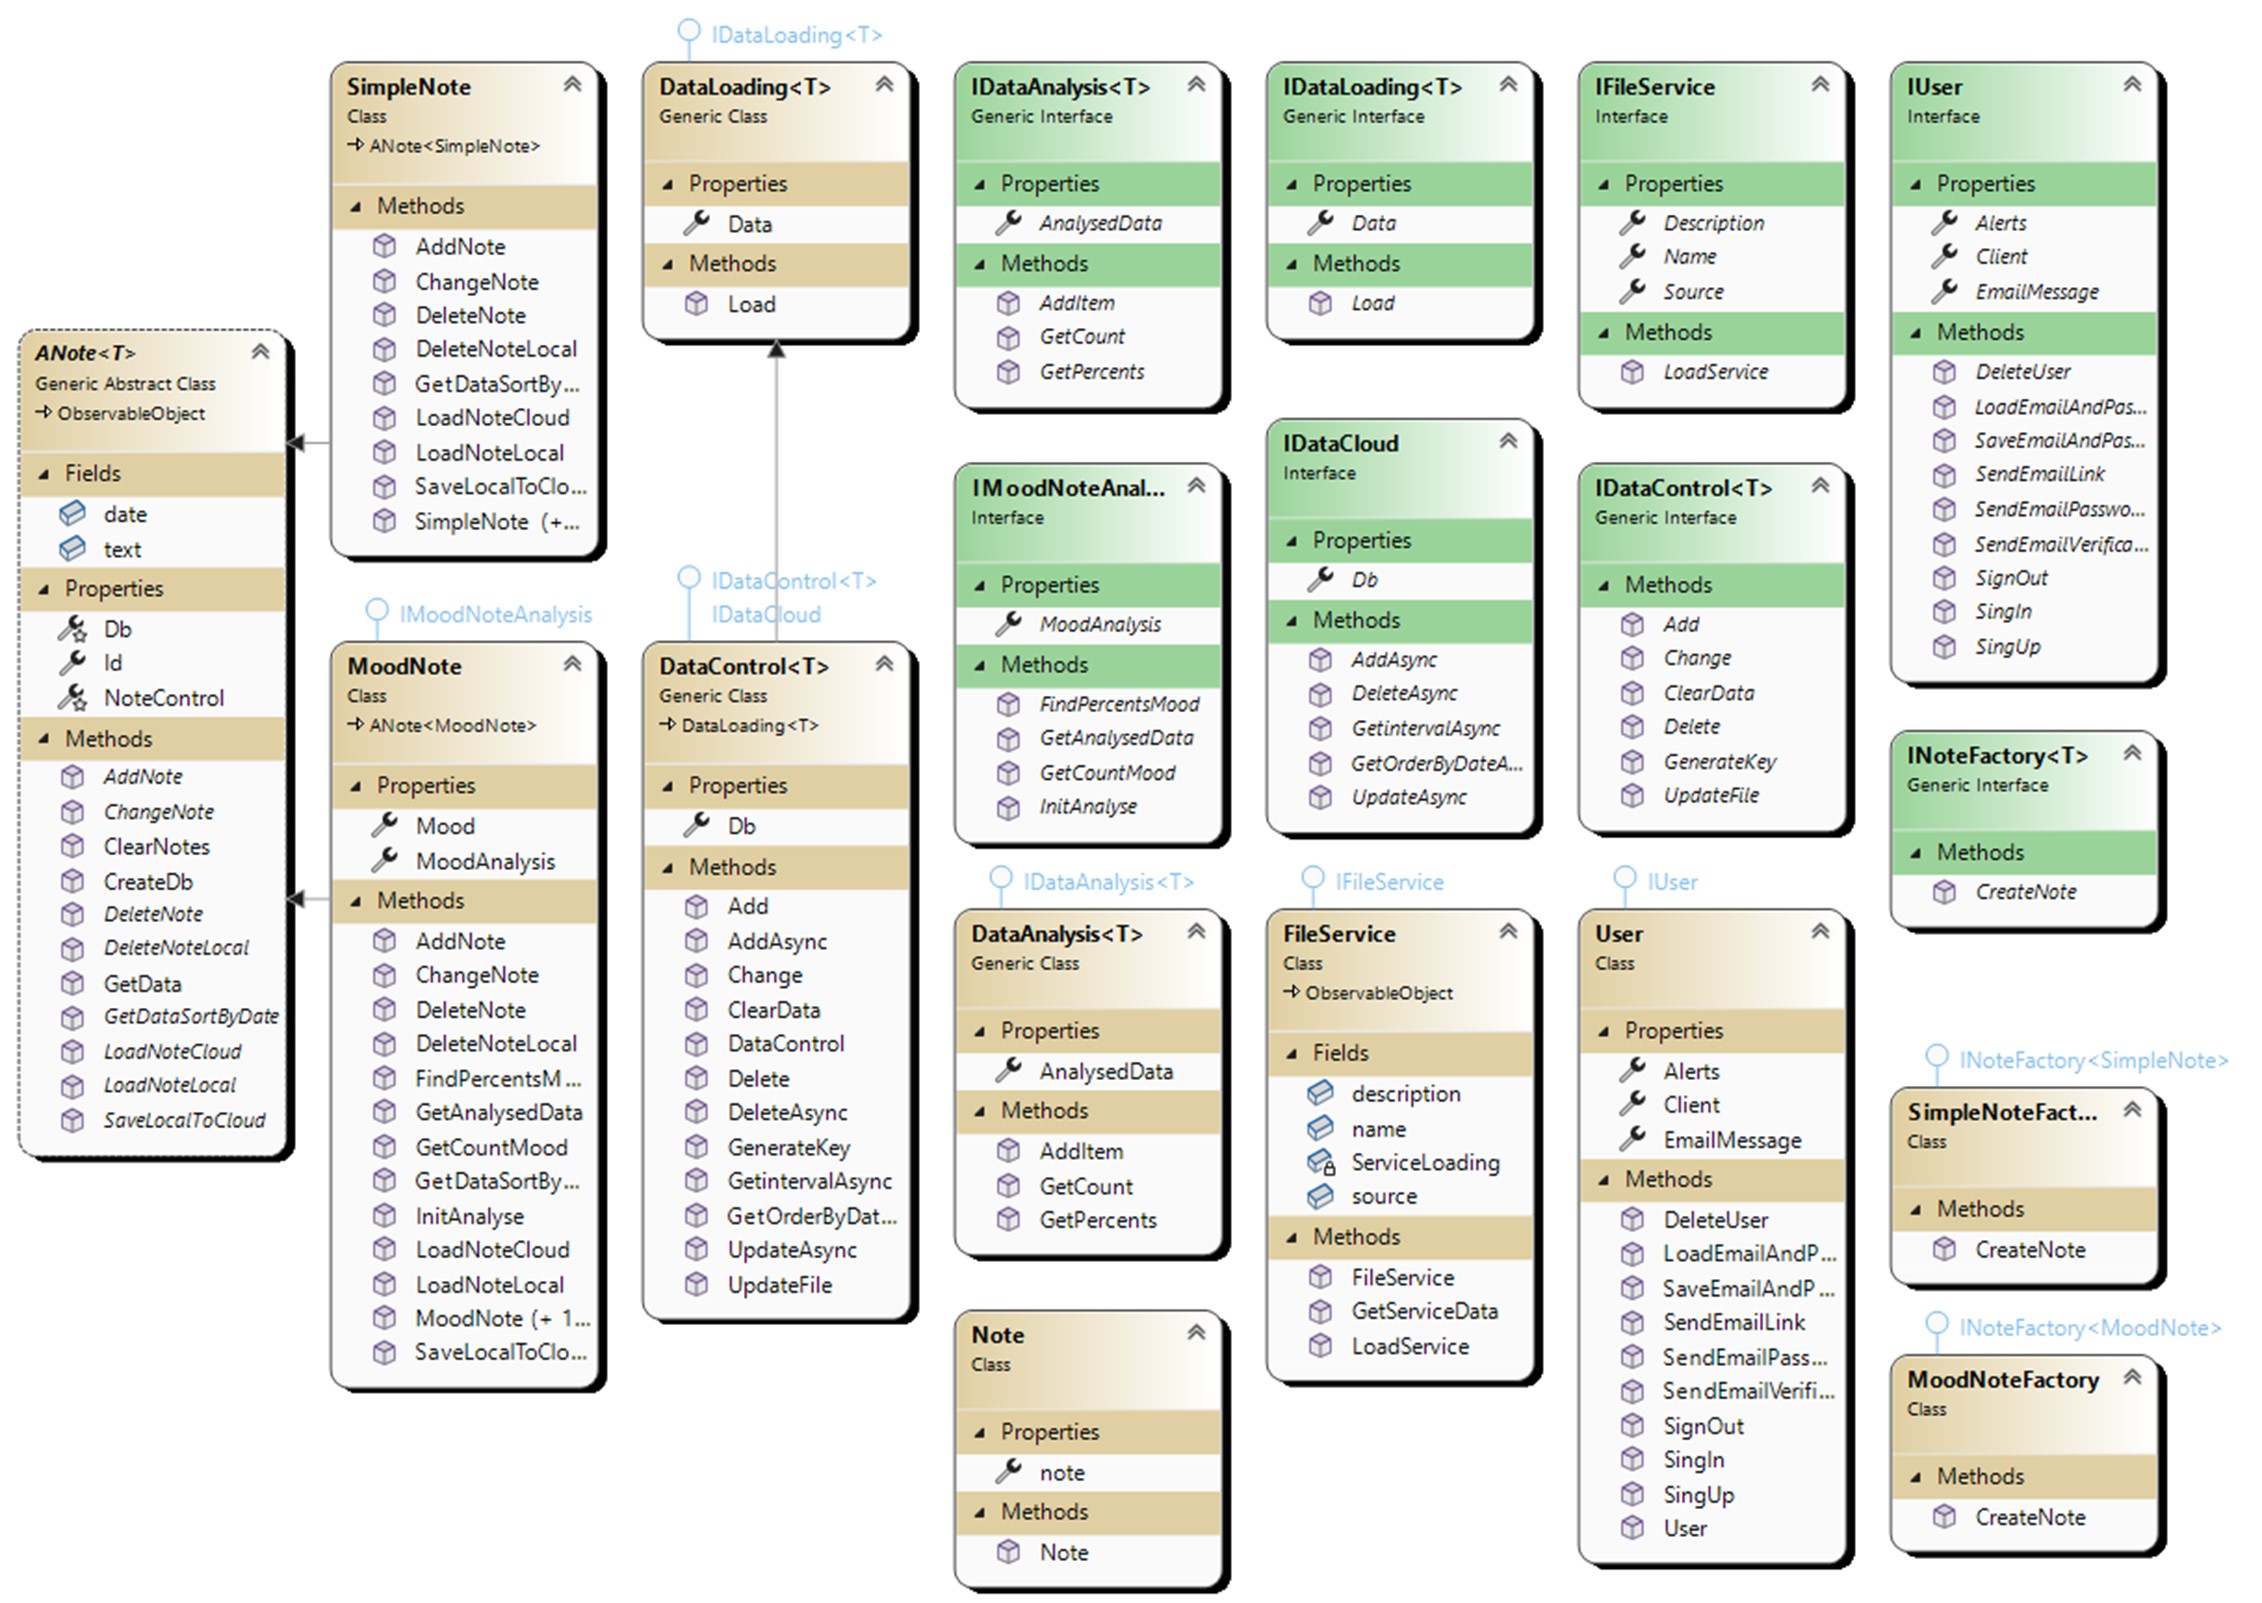 ANote<T>
Generic Abstract Class
ObservableObject
Fields
date
text
Properties
Db
Id
NoteControl
Methods
AddNote
ChangeNote
ClearNotes
CreateDb
DeleteNote
DeleteNoteLocal
GetData
GetDataSortByDate
LoadNoteCloud
LoadNoteLocal
SaveLocalToCloud
SimpleNote
Class
ANote<SimpleNote>
Methods
AddNote
ChangeNote
DeleteNote
DeleteNoteLocal
GetDataSortBy...
LoadNoteCloud
LoadNoteLocal
SaveLocalToClo...
SimpleNote (+...
IMoodNoteAnalysis
MoodNote
Class
ANote<MoodNote>
Properties
Mood
MoodAnalysis
Methods
AddNote
ChangeNote
DeleteNote
DeleteNoteLocal
FindPercentsM...
GetAnalysedData
GetCountMood
GetDataSortBy...
InitAnalyse
LoadNoteCloud
LoadNoteLocal
MoodNote (+ 1...
SaveLocalToClo...
IDataLoading<T>
DataLoading<T>
Generic Class
Properties
Data
Methods
Load
IDataControl<T>
IDataCloud
DataControl<T>
Generic Class
DataLoading<T>
Properties
Db
Methods
Add
AddAsync
Change
ClearData
DataControl
Delete
DeleteAsync
GenerateKey
GetintervalAsync
GetOrderByDat...
UpdateAsync
UpdateFile
IDataAnalysis<T>
Generic Interface
Properties
AnalysedData
Methods
AddItem
GetCount
GetPercents
IMoodNoteAnal...
Interface
Properties
MoodAnalysis
Methods
FindPercentsMood
GetAnalysedData
GetCountMood
InitAnalyse
IDataAnalysis<T>
DataAnalysis<T>
Generic Class
Properties
AnalysedData
Methods
AddItem
GetCount
GetPercents
Note
Class
Properties
note
Methods
Note
IDataLoading<T>
Generic Interface
Properties
Data
Methods
Load
IDataCloud
Interface
Properties
Db
Methods
AddAsync
DeleteAsync
GetintervalAsync
GetOrderByDateA...
UpdateAsync
IFileService
FileService
Class
ObservableObject
Fields
description
name
ServiceLoading
source
Methods
FileService
GetServiceData
LoadService
IFileService
Interface
Properties
Description
Name
Source
Methods
LoadService
IDataControl<T>
Generic Interface
Methods
Add
Change
ClearData
Delete
GenerateKey
UpdateFile
IUser
User
Class
Properties
Alerts
Client
EmailMessage
Methods
DeleteUser
LoadEmailAndP...
SaveEmailAndP...
SendEmailLink
SendEmailPass...
SendEmailVerifi...
SignOut
SingIn
SingUp
User
IUser
Interface
Properties
Alerts
Client
EmailMessage
Methods
DeleteUser
LoadEmailAndPas...
SaveEmailAndPas...
SendEmailLink
SendEmailPasswo...
SendEmailVerifica...
SignOut
SingIn
SingUp
INoteFactory<T>
Generic Interface
Methods
CreateNote
INoteFactory<SimpleNote>
SimpleNoteFact...
Class
Methods
CreateNote
INoteFactory<MoodNote>
MoodNoteFactory
Class
Methods
CreateNote